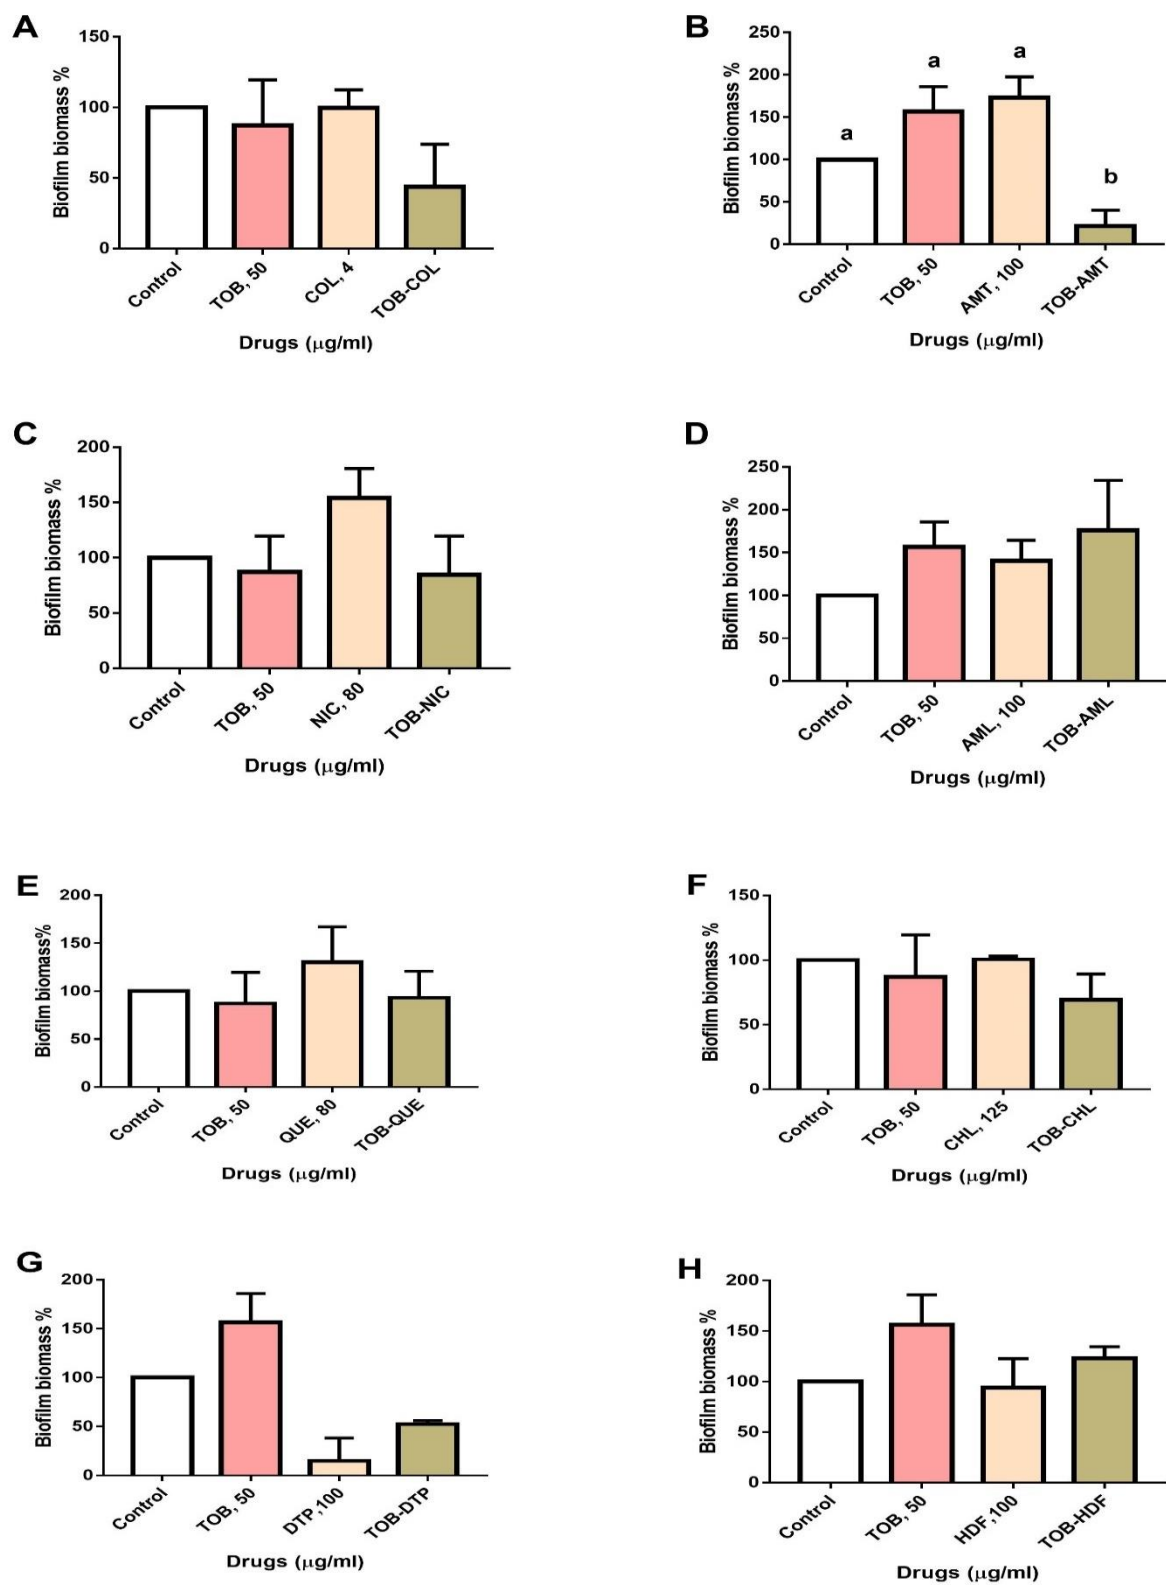 A
Biofilm biomass %
150
100
50
0
Control
TOB, 50
COL, 4
TOB-COL
Drugs (μg/ml)
B
Biofilm biomass %
250
200
150
100
50
0
a
a
a
b
Control
TOB, 50
AMT, 100
TOB-AMT
Drugs (μg/ml)
C
Biofilm biomass %
200
150
100
50
0
Control
TOB, 50
NIC, 80
TOB-NIC
Drugs (μg/ml)
D
Biofilm biomass %
250
200
150
100
50
0
Control
TOB, 50
AML, 100
TOB-AML
Drugs (μg/ml)
E
Biofilm biomass%
200
150
100
50
0
Control
TOB, 50
QUE, 80
TOB-QUE
Drugs (μg/ml)
F
Biofilm biomass %
150
100
50
0
Control
TOB, 50
CHL, 125
TOB-CHL
Drugs (μg/ml)
G
Biofilm biomass %
200
150
100
50
0
Control
TOB, 50
DTP,100
TOB-DTP
Drugs (μg/ml)
H
Biofilm biomass %
200
150
100
50
0
Control
TOB, 50
HDF,100
TOB-HDF
Drugs (μg/ml)